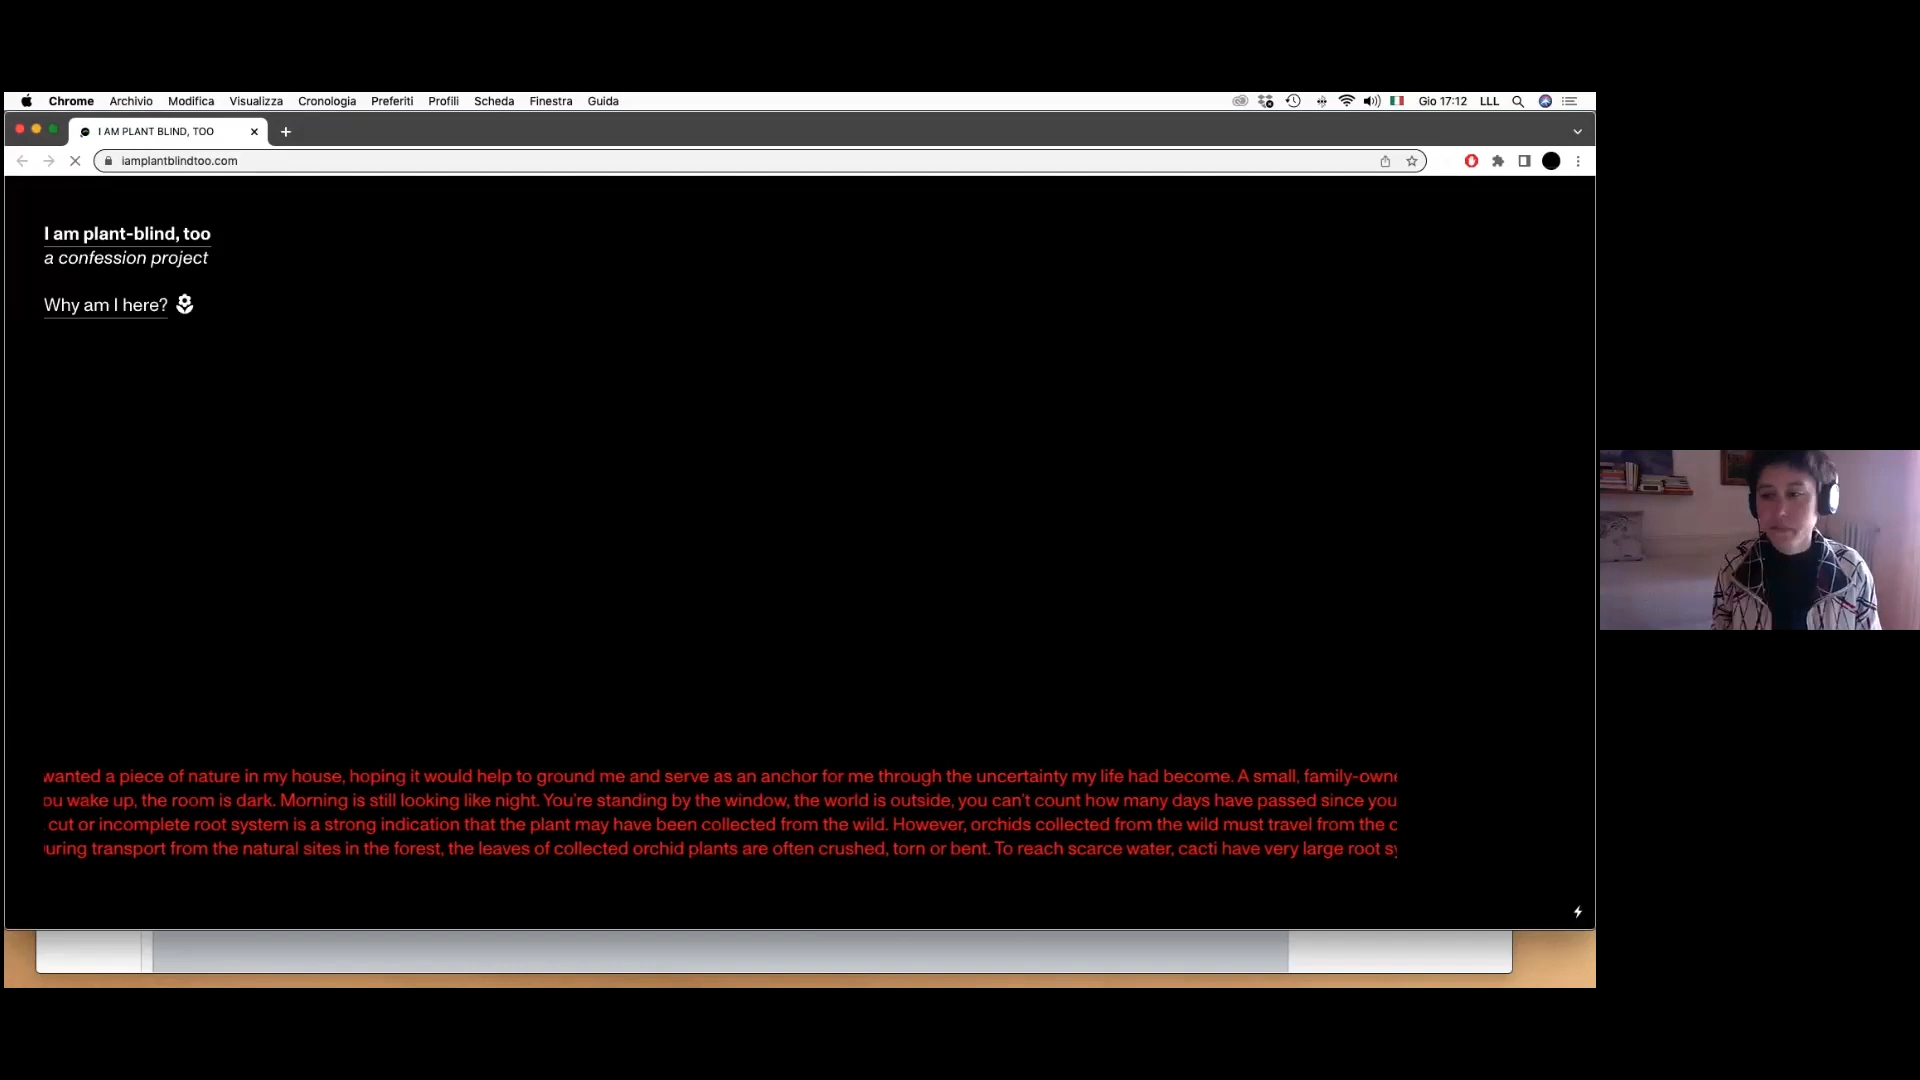 Chrome Archivio Modifica Visualizza Cronologia Preferiti Profili Scheda Finestra Guida Gio 17:12 LLL
I AM PLANT BLIND, TOO
iamplantblindtoo.com
I am plant-blind, too
a confession project
Why am I here?
wanted a piece of nature in my house, hoping it would help to ground me and serve as an anchor for me through the uncertainty my life had become. A small, family-owne
ou wake up, the room is dark. Morning is still looking like night. You're standing by the window, the world is outside, you can't count how many days have passed since you
cut or incomplete root system is a strong indication that the plant may have been collected from the wild. However, orchids collected from the wild must travel from the c
uring transport from the natural sites in the forest, the leaves of collected orchid plants are often crushed, torn or bent. To reach scarce water, cacti have very large root sy